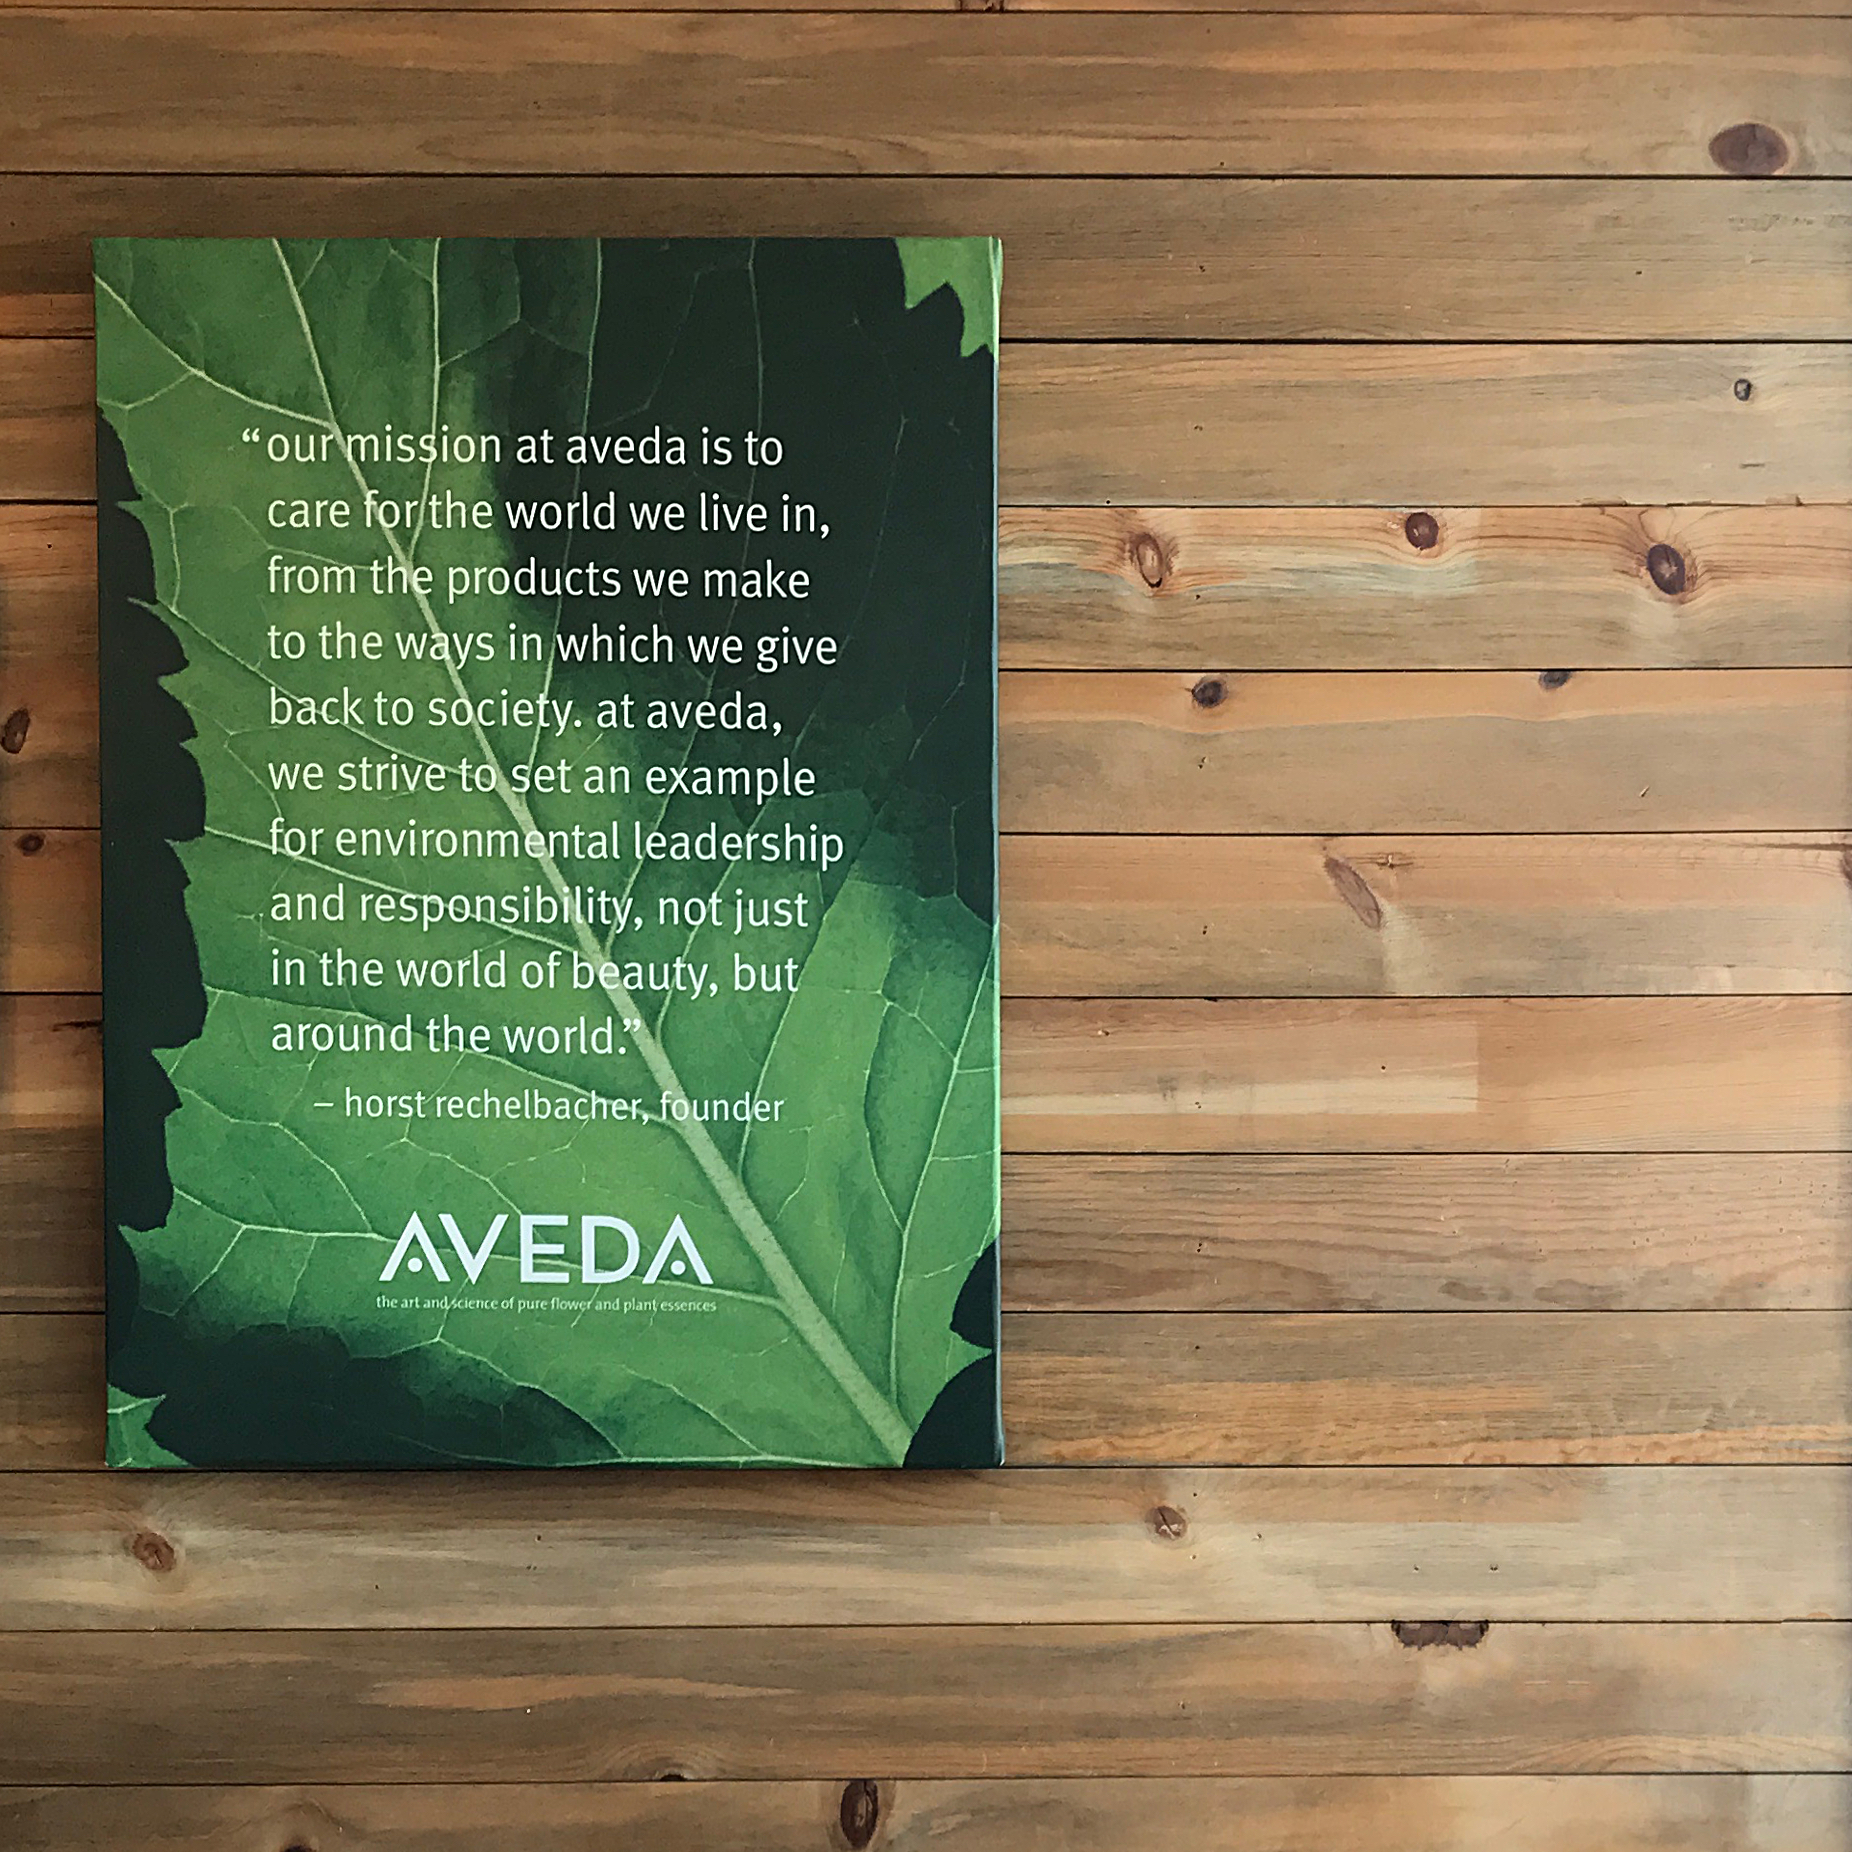 “our mission at aveda is to
care for the world we live in,
from the products we make
to the ways in which we give
back to society. at aveda,
we strive to set an example
for environmental leadership
and responsibility, not just
in the world of beauty, but
around the world.”
– horst rechelbacher, founder
AVEDA
the art and science of pure flower and plant essences